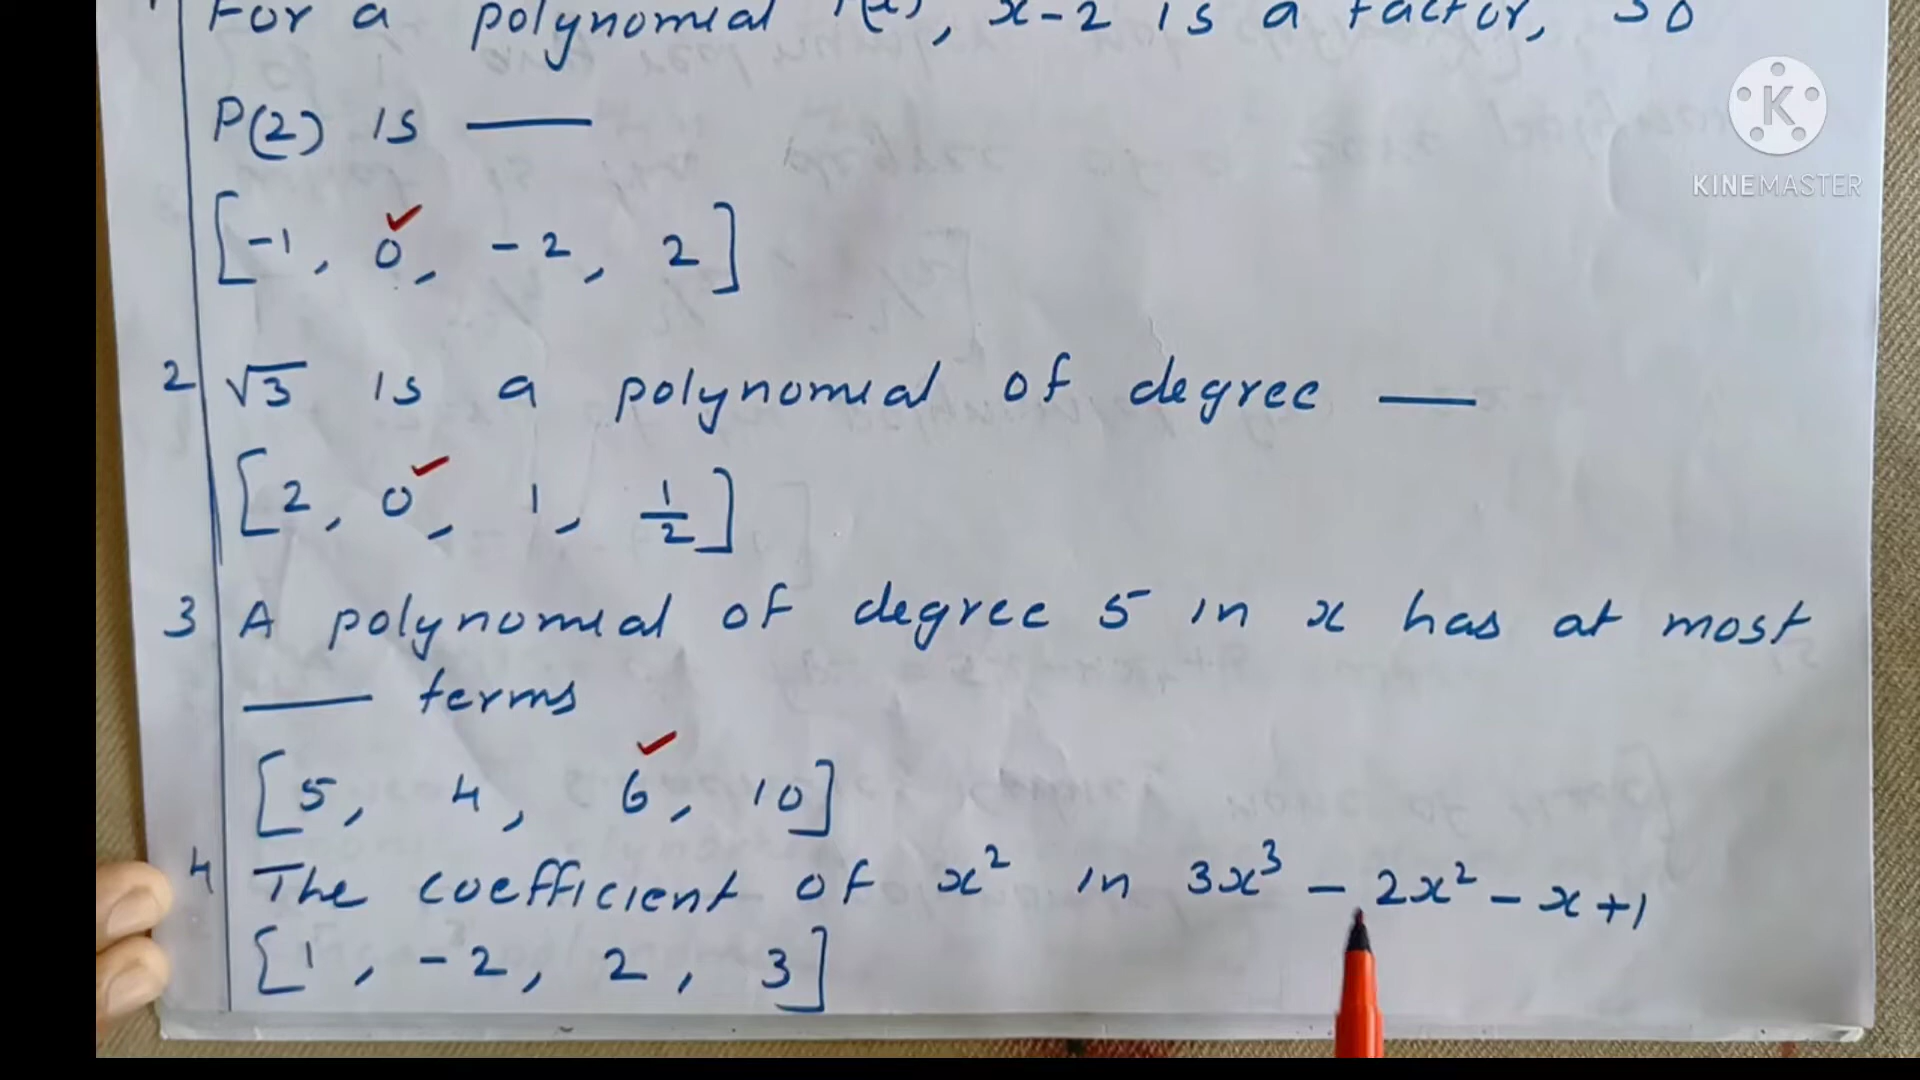 For a polynomial P(x), x-2 is a factor, so
P(2) is ——
[-1, 0, -2, 2]
2 √3 is a polynomial of degree ——
[2, 0, 1, 1/2]
3 A polynomial of degree 5 in x has at most
—— terms
[5, 4, 6, 10]
4 The coefficient of x² in 3x³ - 2x² - x + 1
[1, -2, 2, 3]
K
KINEMASTER